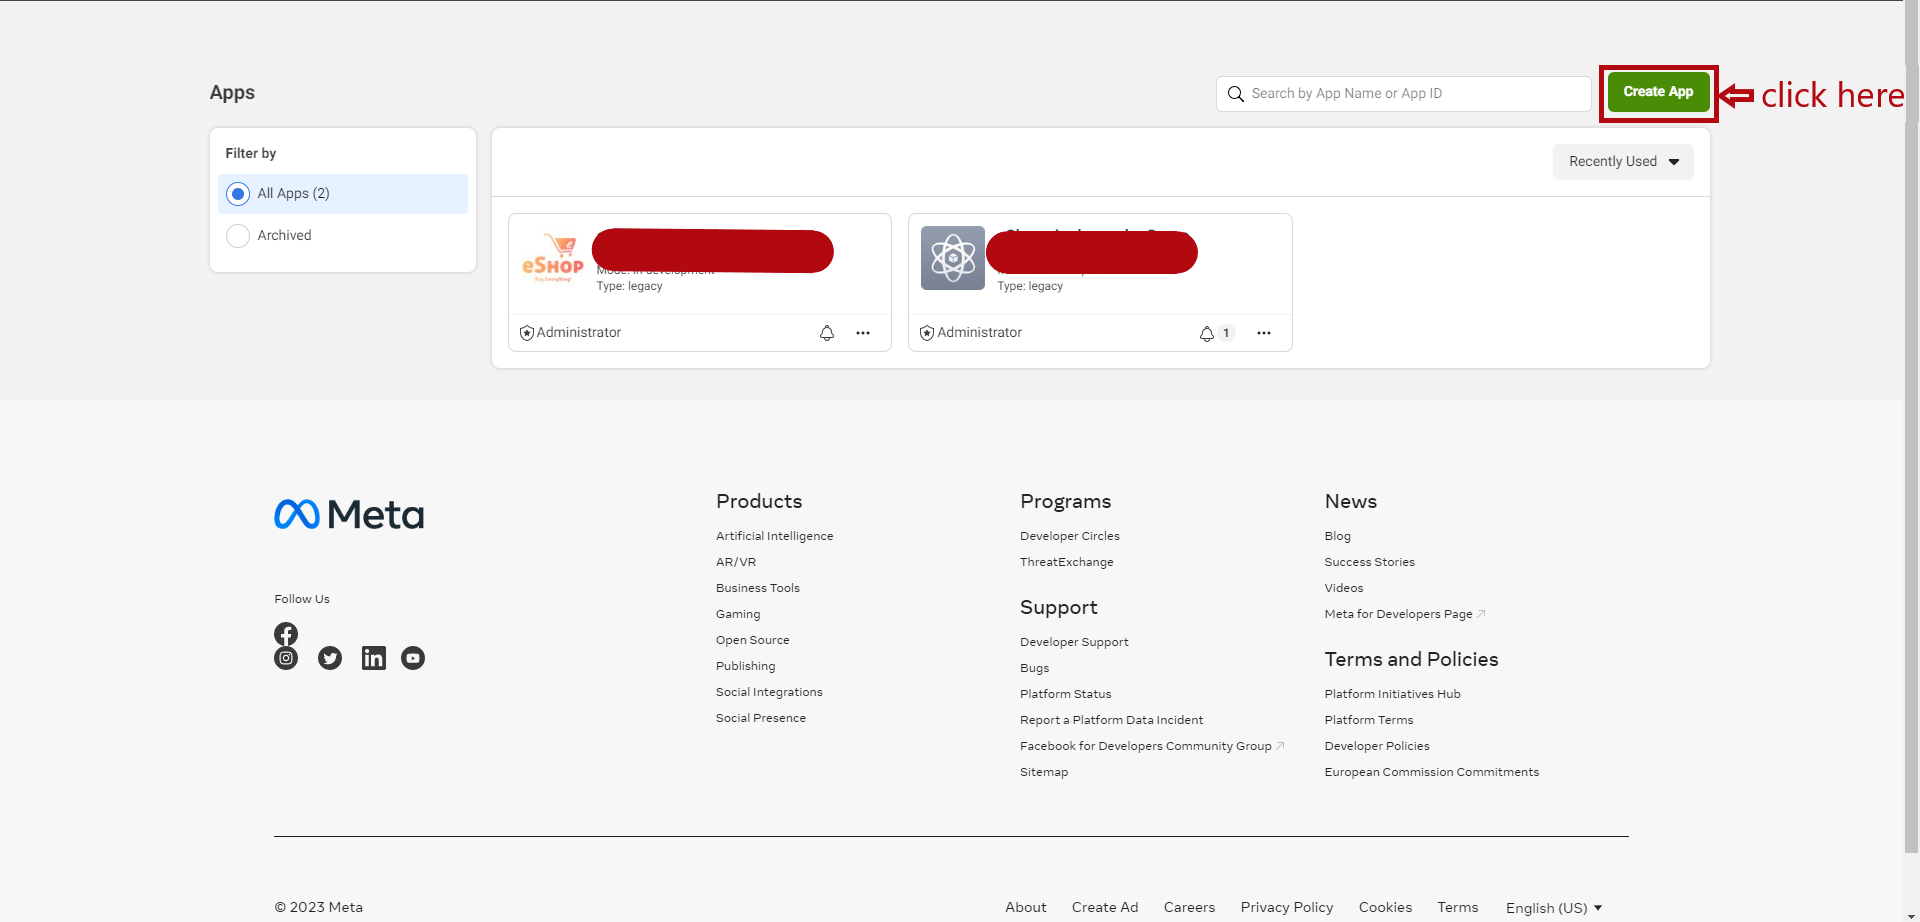 Apps
Search by App Name or App ID
Create App
click here
Filter by
All Apps (2)
Archived
Recently Used
eShop
Buy Everything!
Type: legacy
Administrator
Type: legacy
Administrator
1
Meta
Follow Us
Products
Artificial Intelligence
AR/VR
Business Tools
Gaming
Open Source
Publishing
Social Integrations
Social Presence
Programs
Developer Circles
ThreatExchange
Support
Developer Support
Bugs
Platform Status
Report a Platform Data Incident
Facebook for Developers Community Group
Sitemap
News
Blog
Success Stories
Videos
Meta for Developers Page
Terms and Policies
Platform Initiatives Hub
Platform Terms
Developer Policies
European Commission Commitments
© 2023 Meta
About
Create Ad
Careers
Privacy Policy
Cookies
Terms
English (US)